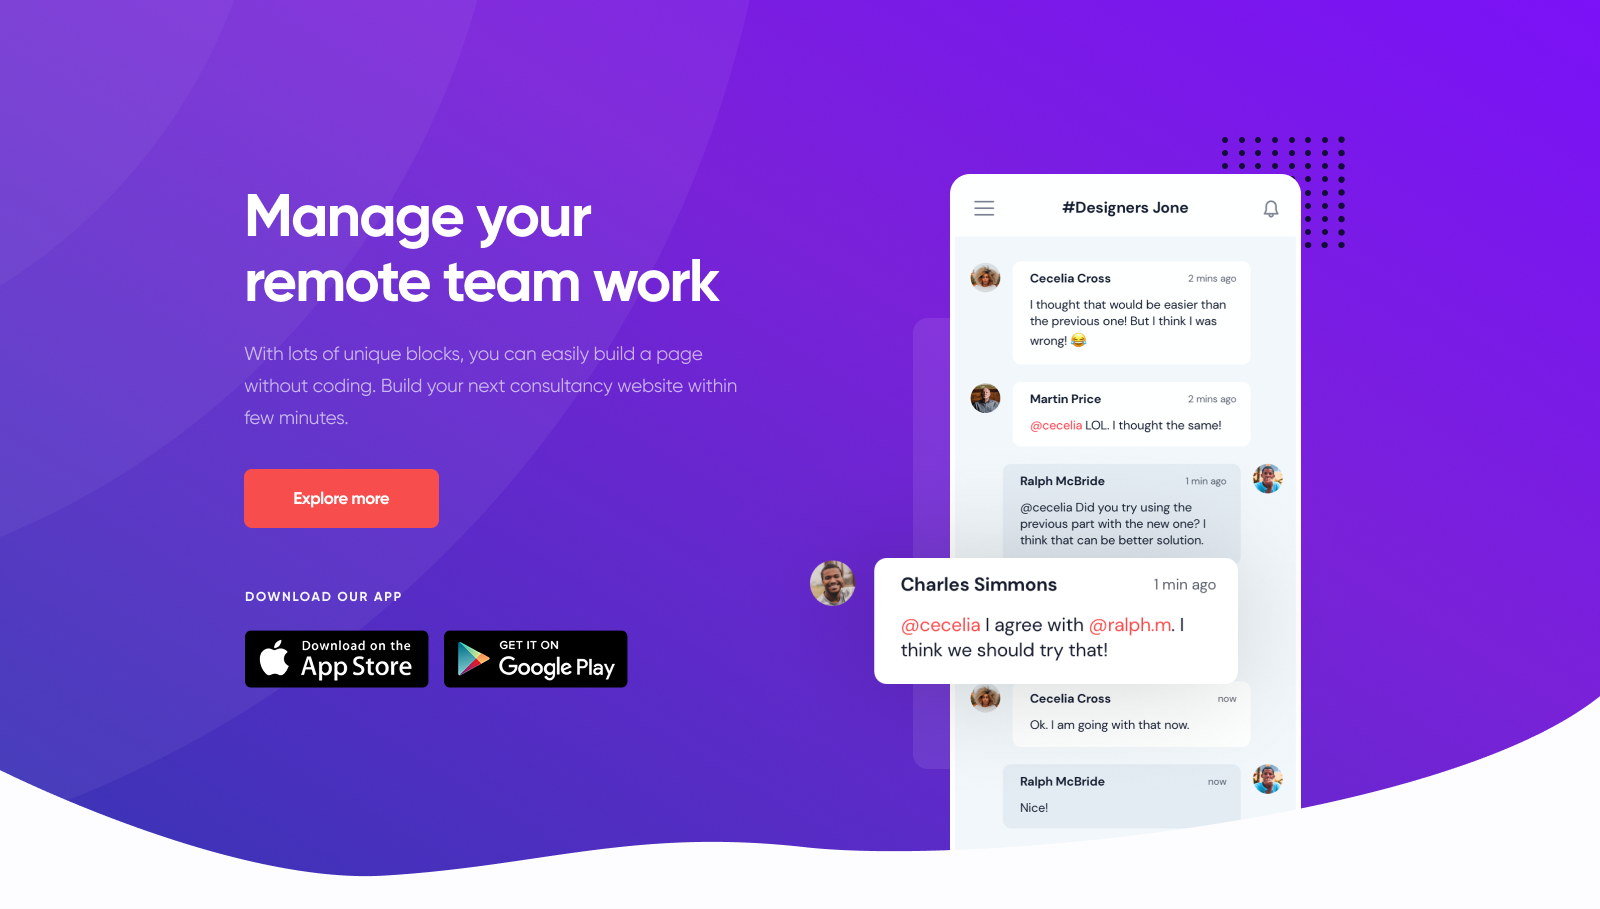 Manage your
remote team work
With lots of unique blocks, you can easily build a page
without coding. Build your next consultancy website within
few minutes.
Explore more
DOWNLOAD OUR APP
Download on the
App Store
GET IT ON
Google Play
#Designers Jone
Cecelia Cross 2 mins ago
I thought that would be easier than
the previous one! But I think I was
wrong! 😂
Martin Price 2 mins ago
@cecelia LOL. I thought the same!
Ralph McBride 1 min ago
@cecelia Did you try using the
previous part with the new one? I
think that can be better solution.
Charles Simmons 1 min ago
@cecelia I agree with @ralph.m. I
think we should try that!
Cecelia Cross now
Ok. I am going with that now.
Ralph McBride now
Nice!